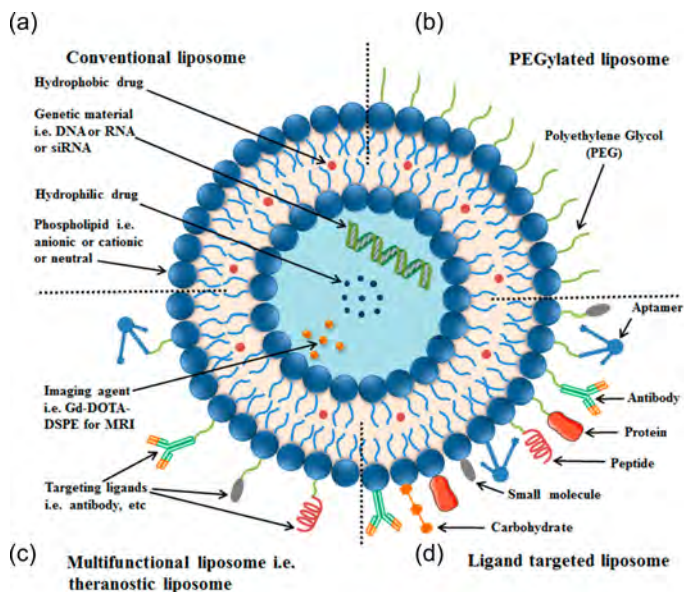 (a)
Conventional liposome
Hydrophobic drug
Genetic material
i.e. DNA or RNA
or siRNA
Hydrophilic drug
Phospholipid i.e.
anionic or cationic
or neutral
(b)
PEGylated liposome
Polyethylene Glycol
(PEG)
Imaging agent
i.e. Gd-DOTA-
DSPE for MRI
Targeting ligands
i.e. antibody, etc
(c)
Multifunctional liposome i.e.
theranostic liposome
Aptamer
Antibody
Protein
Peptide
Small molecule
Carbohydrate
(d)
Ligand targeted liposome